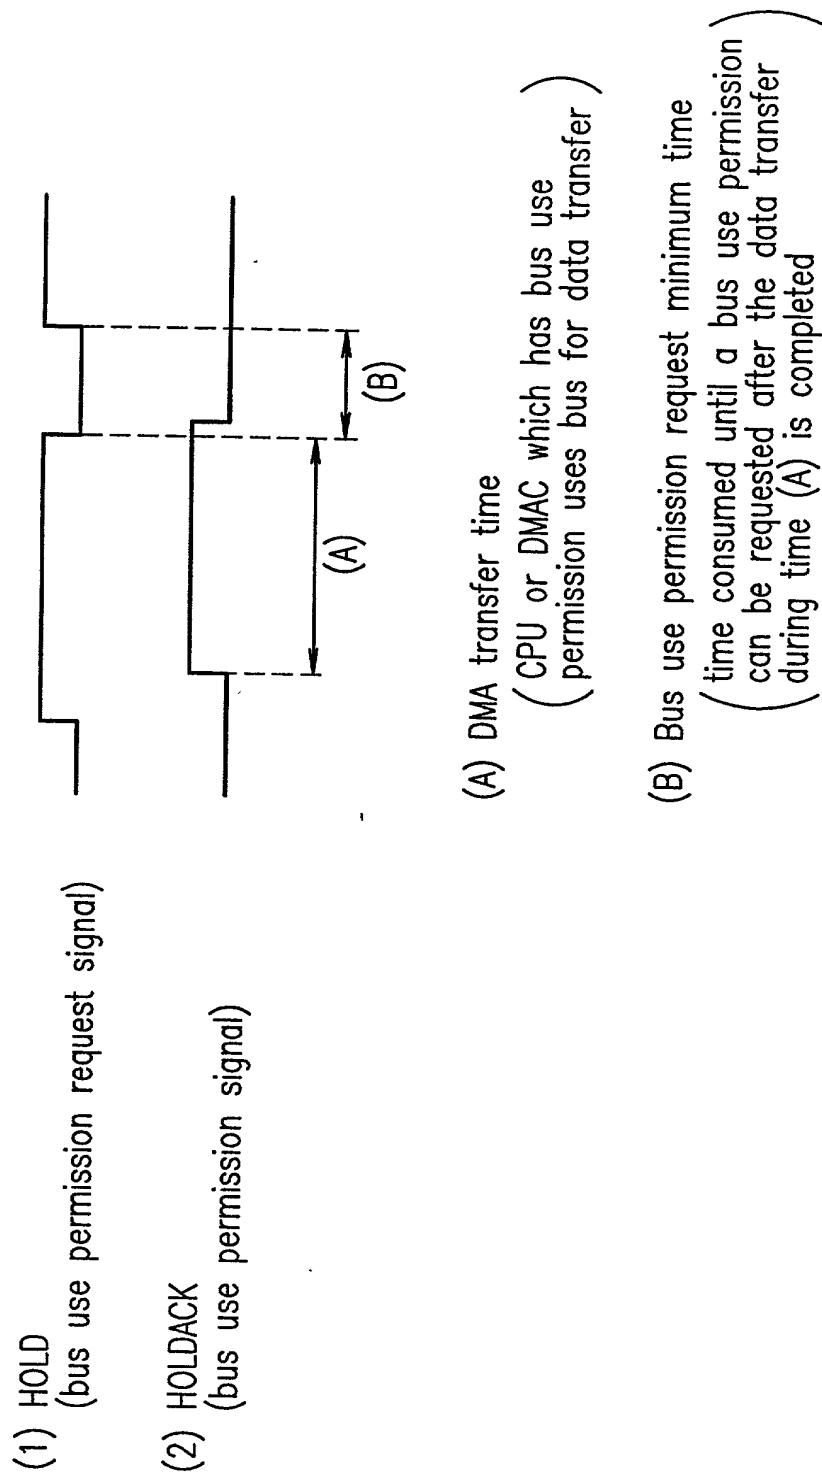 (1) HOLD
(bus use permission request signal)
(2) HOLDACK
(bus use permission signal)
(A)
(B)
(A) DMA transfer time
(CPU or DMAC which has bus use
permission uses bus for data transfer)
(B) Bus use permission request minimum time
(time consumed until a bus use permission
can be requested after the data transfer
during time (A) is completed)